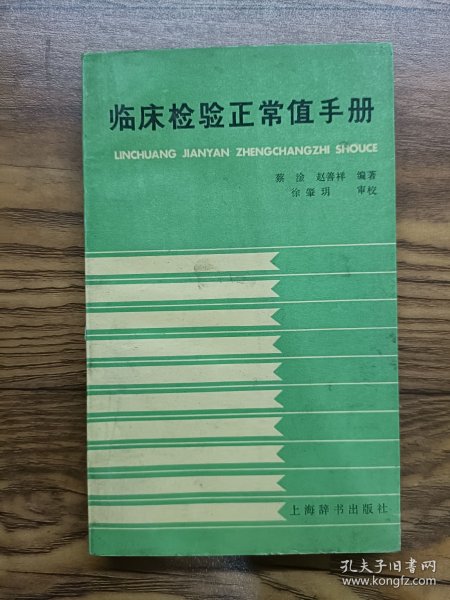 临床检验正常值手册
LINCHUANG JIANYAN ZHENGCHANGZHI SHOUCE
蔡淦 赵善祥 编著
徐肇玥 审校
上海辞书出版社
孔夫子旧书网
www.kongfz.com